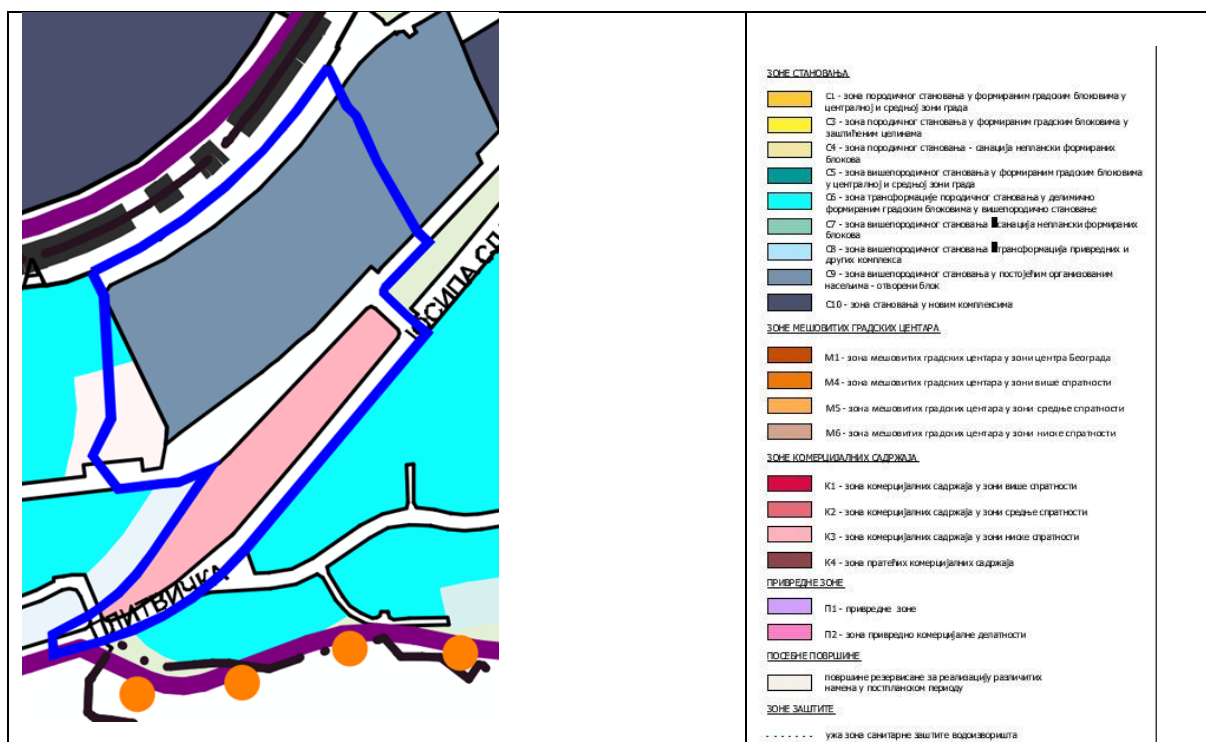 А
ЈОСИПА СЛ
ПЛИТВИЧКА
ЗОНЕ СТАНОВАЊА
С1 - зона породичног становања у формираним градским блоковима у
централној и средњој зони града
С3 - зона породичног становања у формираним градским блоковима у
заштићеним целинама
С4 - зона породичног становања - санација непланских формираних
блокова
С5 - зона вишепородичног становања у формираним градским блоковима
у централној и средњој зони града
С6 - зона трансформације породичног становања у делимично
формираним градским блоковима у вишепородично становање
С7 - зона вишепородичног становања санација непланских формираних
блокова
С8 - зона вишепородичног становања трансформација привредних и
других комплекса
С9 - зона вишепородичног становања у постојећим организованим
насељима - отворени блок
С10 - зона становања у новим комплексима
ЗОНЕ МЕШОВИТИХ ГРАДСКИХ ЦЕНТАРА
М1 - зона мешовитих градских центара у зони центра Београда
М4 - зона мешовитих градских центара у зони више спратности
М5 - зона мешовитих градских центара у зони средње спратности
М6 - зона мешовитих градских центара у зони ниске спратности
ЗОНЕ КОМЕРЦИЈАЛНИХ САДРЖАЈА
К1 - зона комерцијалних садржаја у зони више спратности
К2 - зона комерцијалних садржаја у зони средње спратности
К3 - зона комерцијалних садржаја у зони ниске спратности
К4 - зона пратећих комерцијалних садржаја
ПРИВРЕДНЕ ЗОНЕ
П1 - привредне зоне
П2 - зона привредно комерцијалне делатности
ПОСЕБНЕ ПОВРШИНЕ
површине резервисане за реализацију различитих
намена у постпланском периоду
ЗОНЕ ЗАШТИТЕ
ужа зона санитарне заштите водоизворишта